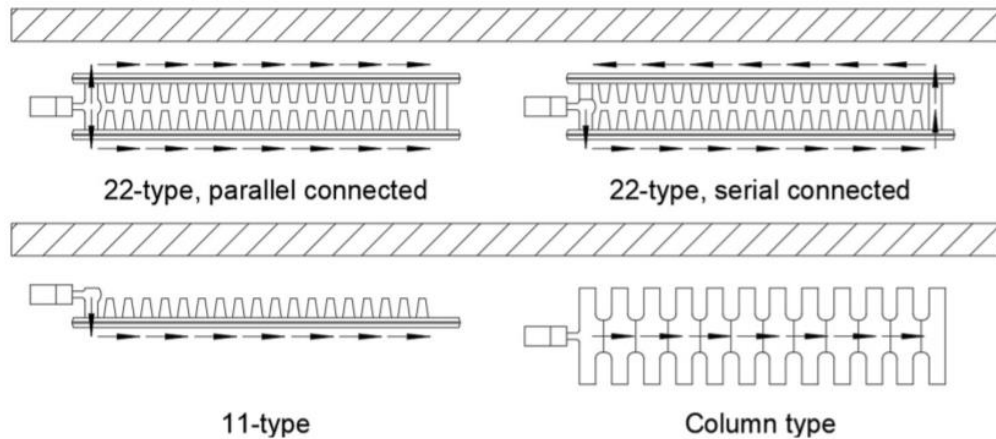 22-type, parallel connected
22-type, serial connected
11-type
Column type